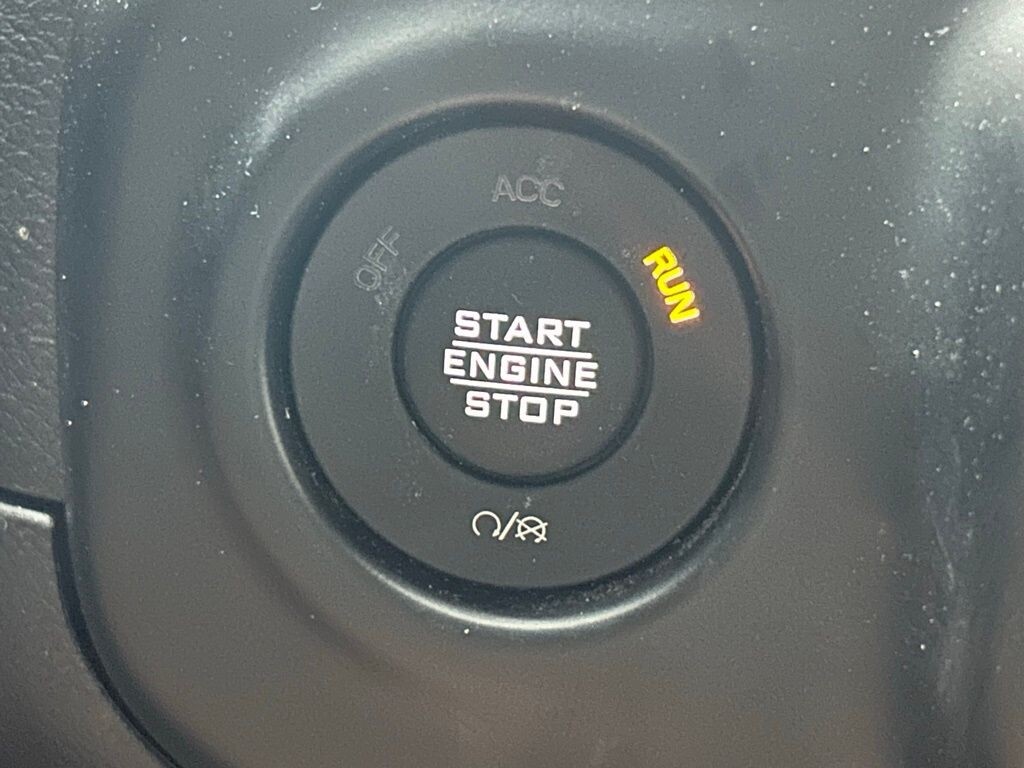 ACC
OFF
RUN
START
ENGINE
STOP